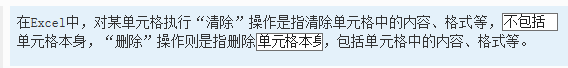 在Excel中，对某单元格执行“清除”操作是指清除单元格中的内容、格式等，不包括
单元格本身，“删除”操作则是指删除单元格本身，包括单元格中的内容、格式等。